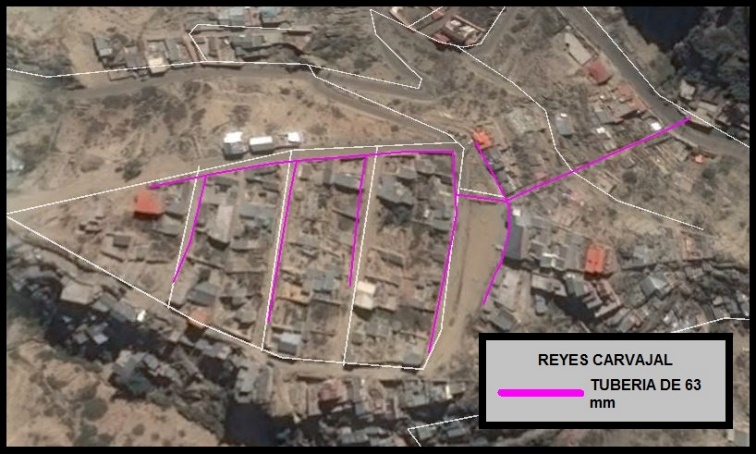 REYES CARVAJAL
TUBERIA DE 63
mm